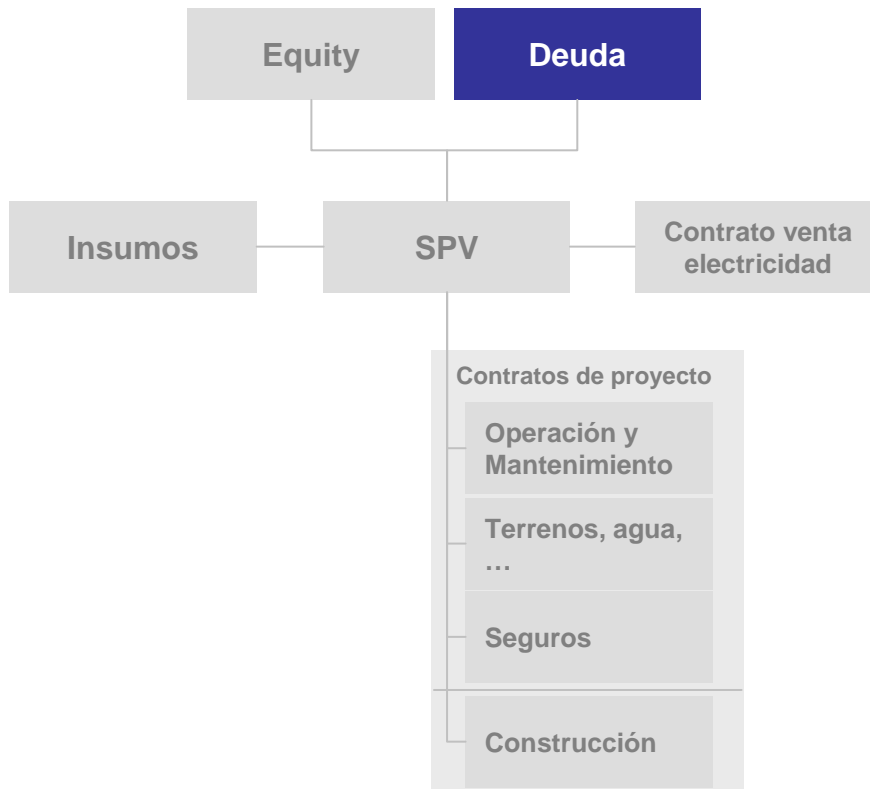 Equity
Deuda
Insumos
SPV
Contrato venta
electricidad
Contratos de proyecto
Operación y
Mantenimiento
Terrenos, agua,
…
Seguros
Construcción